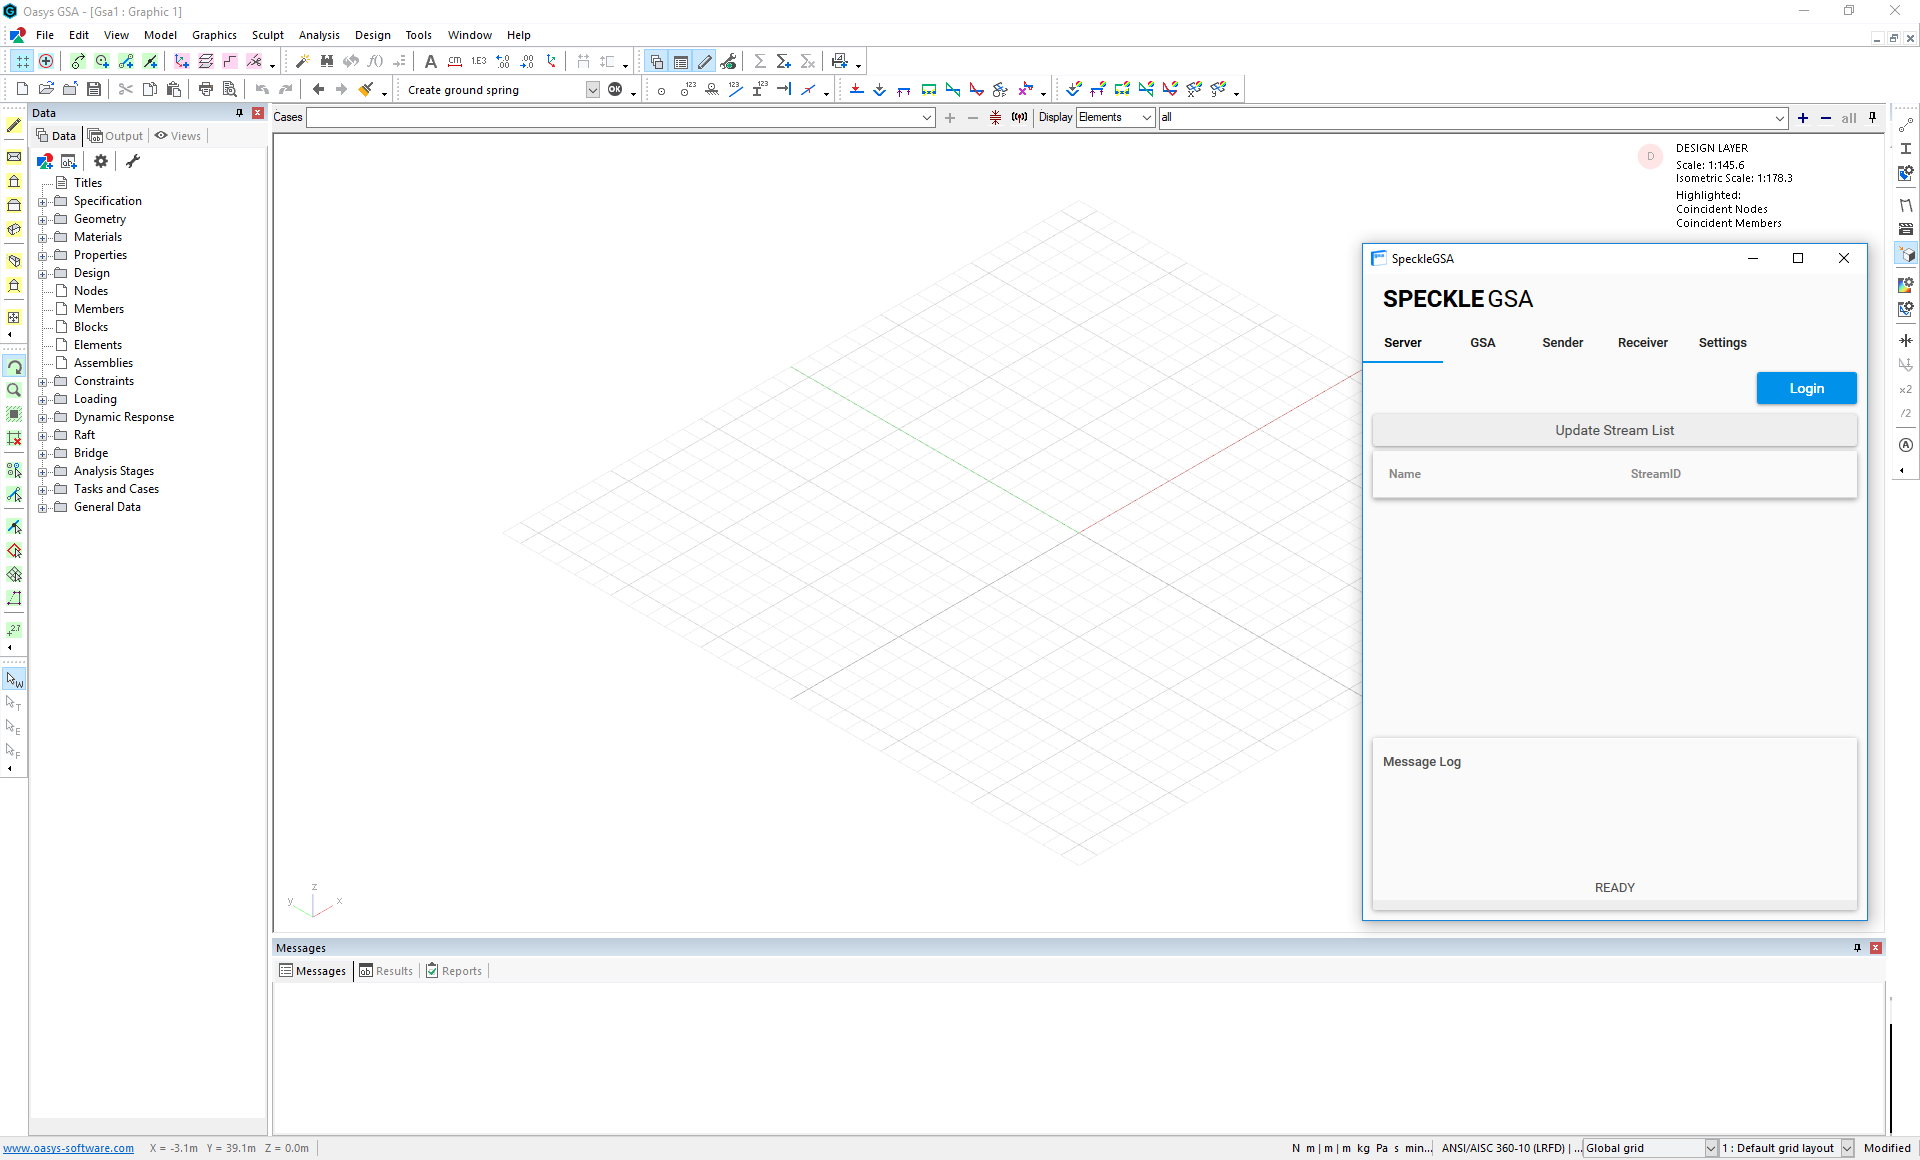 Oasys GSA - [Gsa1 : Graphic 1]
File Edit View Model Graphics Sculpt Analysis Design Tools Window Help
Create ground spring
OK
Data
Cases
Display Elements all
all
Data Output Views
Titles
Specification
Geometry
Materials
Properties
Design
Nodes
Members
Blocks
Elements
Assemblies
Constraints
Loading
Dynamic Response
Raft
Bridge
Analysis Stages
Tasks and Cases
General Data
D
DESIGN LAYER
Scale: 1:145.6
Isometric Scale: 1:178.3
Highlighted:
Coincident Nodes
Coincident Members
SpeckleGSA
SPECKLE GSA
Server GSA Sender Receiver Settings
Login
Update Stream List
Name StreamID
Message Log
READY
z
y x
x2
/2
Messages
Messages Results Reports
www.oasys-software.com X = -3.1m Y = 39.1m Z = 0.0m
N m | m | m kg Pa s min... ANSI/AISC 360-10 (LRFD) | ... Global grid 1 : Default grid layout Modified